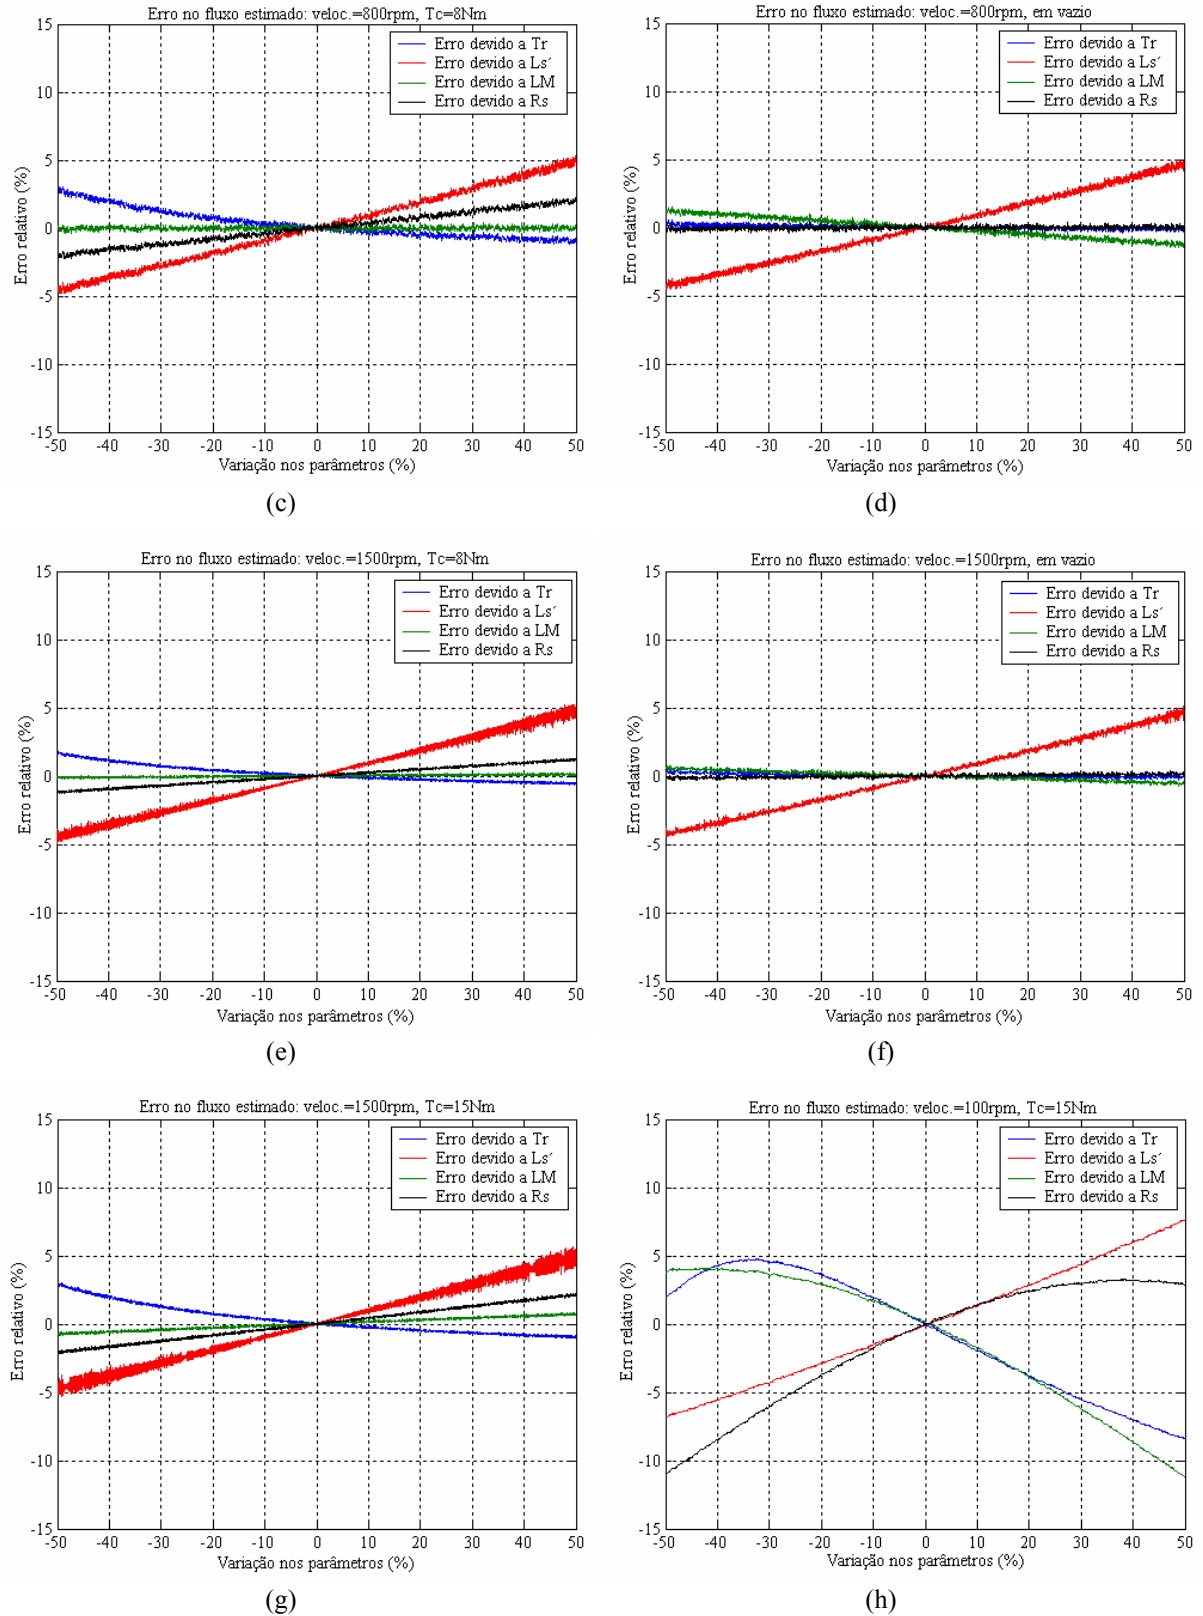 Erro no fluxo estimado: veloc.=800rpm, Tc=8Nm
Erro devido a Tr
Erro devido a Ls´
Erro devido a LM
Erro devido a Rs
Erro relativo (%)
15
10
5
0
-5
-10
-15
-50 -40 -30 -20 -10 0 10 20 30 40 50
Variação nos parâmetros (%)
(c)
Erro no fluxo estimado: veloc.=800rpm, em vazio
Erro devido a Tr
Erro devido a Ls´
Erro devido a LM
Erro devido a Rs
Erro relativo (%)
15
10
5
0
-5
-10
-15
-50 -40 -30 -20 -10 0 10 20 30 40 50
Variação nos parâmetros (%)
(d)
Erro no fluxo estimado: veloc.=1500rpm, Tc=8Nm
Erro devido a Tr
Erro devido a Ls´
Erro devido a LM
Erro devido a Rs
Erro relativo (%)
15
10
5
0
-5
-10
-15
-50 -40 -30 -20 -10 0 10 20 30 40 50
Variação nos parâmetros (%)
(e)
Erro no fluxo estimado: veloc.=1500rpm, em vazio
Erro devido a Tr
Erro devido a Ls´
Erro devido a LM
Erro devido a Rs
Erro relativo (%)
15
10
5
0
-5
-10
-15
-50 -40 -30 -20 -10 0 10 20 30 40 50
Variação nos parâmetros (%)
(f)
Erro no fluxo estimado: veloc.=1500rpm, Tc=15Nm
Erro devido a Tr
Erro devido a Ls´
Erro devido a LM
Erro devido a Rs
Erro relativo (%)
15
10
5
0
-5
-10
-15
-50 -40 -30 -20 -10 0 10 20 30 40 50
Variação nos parâmetros (%)
(g)
Erro no fluxo estimado: veloc.=100rpm, Tc=15Nm
Erro devido a Tr
Erro devido a Ls´
Erro devido a LM
Erro devido a Rs
Erro relativo (%)
15
10
5
0
-5
-10
-15
-50 -40 -30 -20 -10 0 10 20 30 40 50
Variação nos parâmetros (%)
(h)